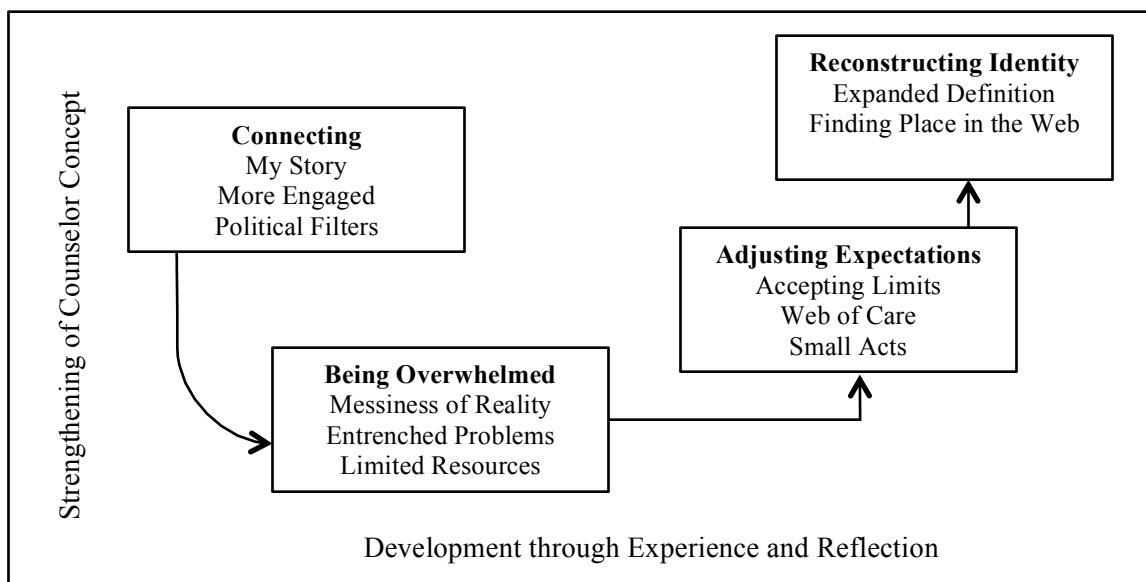 Strengthening of Counselor Concept
Connecting
My Story
More Engaged
Political Filters
Being Overwhelmed
Messiness of Reality
Entrenched Problems
Limited Resources
Adjusting Expectations
Accepting Limits
Web of Care
Small Acts
Reconstructing Identity
Expanded Definition
Finding Place in the Web
Development through Experience and Reflection